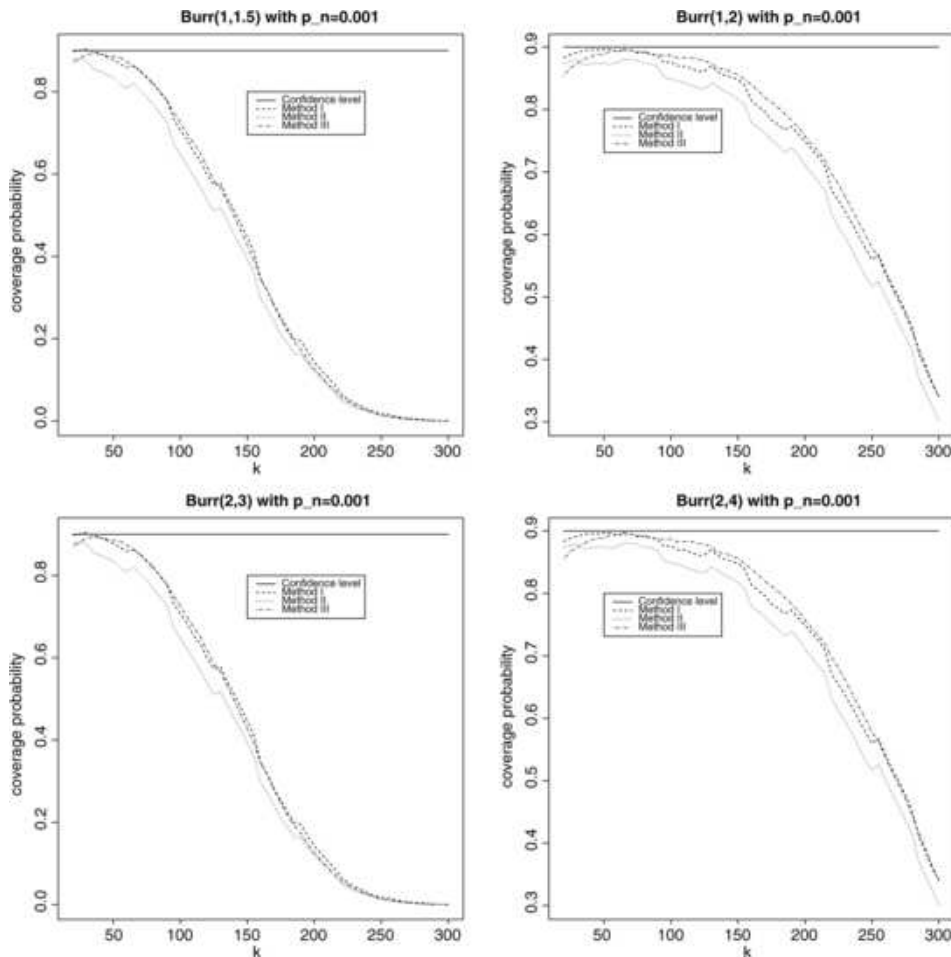 Burr(1,1.5) with p_n=0.001
coverage probability
0.8
0.6
0.4
0.2
0.0
Confidence level
Method I
Method II
Method III
50 100 150 200 250 300
k
Burr(1,2) with p_n=0.001
coverage probability
0.9
0.8
0.7
0.6
0.5
0.4
0.3
Confidence level
Method I
Method II
Method III
50 100 150 200 250 300
k
Burr(2,3) with p_n=0.001
coverage probability
0.8
0.6
0.4
0.2
0.0
Confidence level
Method I
Method II
Method III
50 100 150 200 250 300
k
Burr(2,4) with p_n=0.001
coverage probability
0.9
0.8
0.7
0.6
0.5
0.4
0.3
Confidence level
Method I
Method II
Method III
50 100 150 200 250 300
k